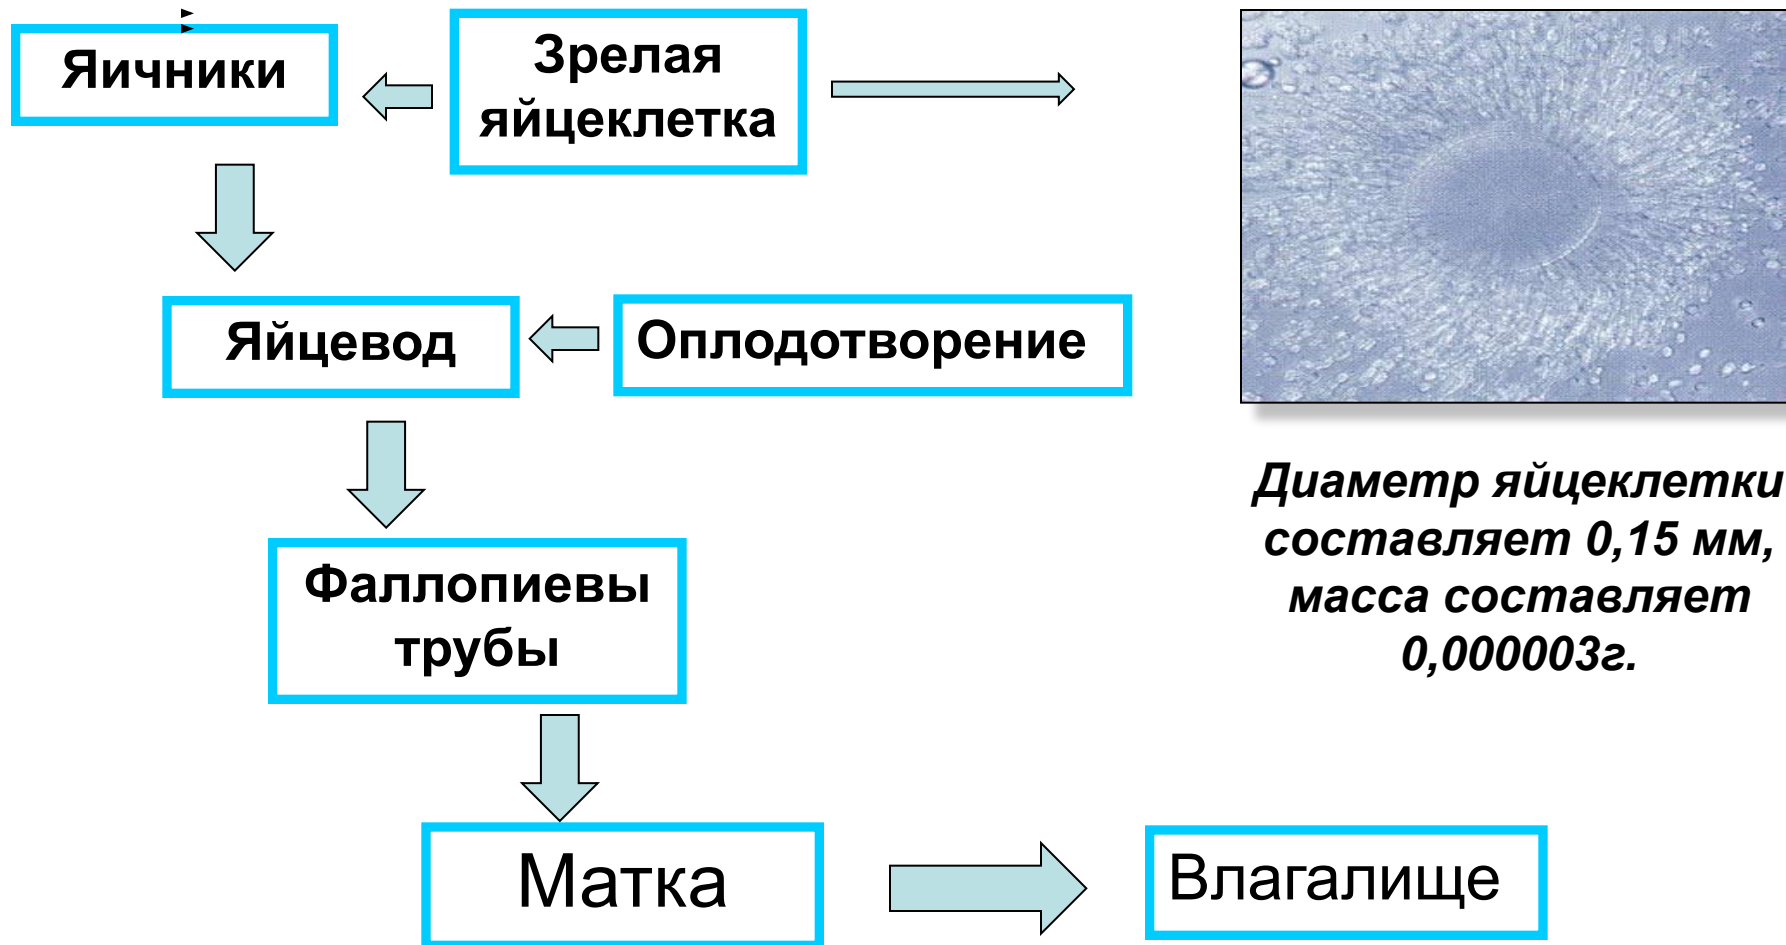 Яичники
Зрелая
яйцеклетка
Яйцевод
Оплодотворение
Фаллопиевы
трубы
Матка
Влагалище
Диаметр яйцеклетки
составляет 0,15 мм,
масса составляет
0,000003г.